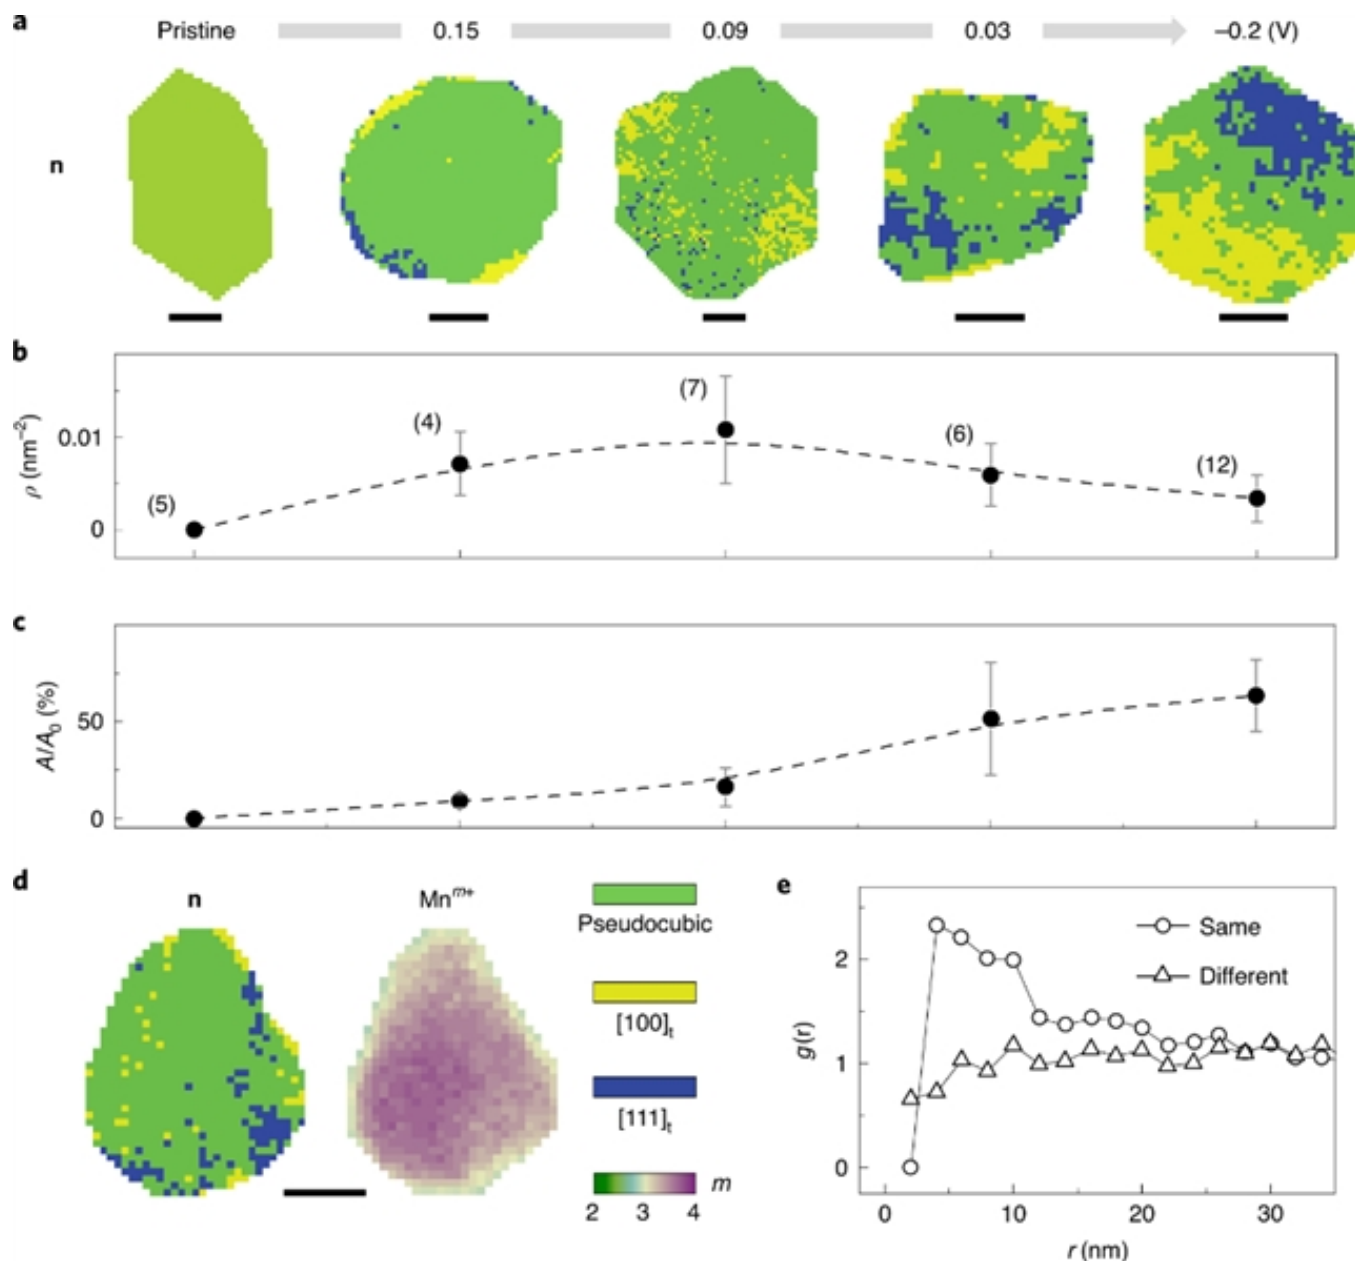 a
Pristine 0.15 0.09 0.03 –0.2 (V)
n
b
ρ (nm⁻²)
0.01
0
(5)
(4)
(7)
(6)
(12)
c
A/A₀ (%)
50
0
d
n
Mnᵐ⁺
Pseudocubic
[100]ₜ
[111]ₜ
m
2 3 4
e
Same
Different
g(r)
2
1
0
0 10 20 30
r (nm)